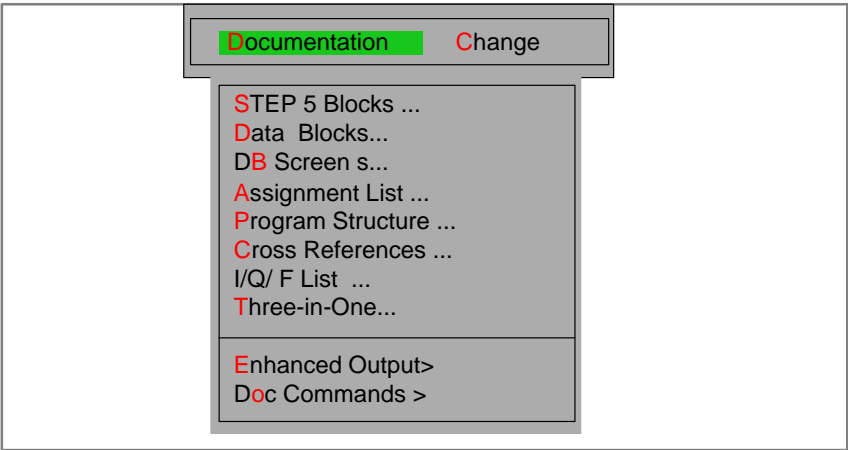 Documentation Change
STEP 5 Blocks ...
Data Blocks...
DB Screen s...
Assignment List ...
Program Structure ...
Cross References ...
I/Q/ F List ...
Three-in-One...
Enhanced Output>
Doc Commands >